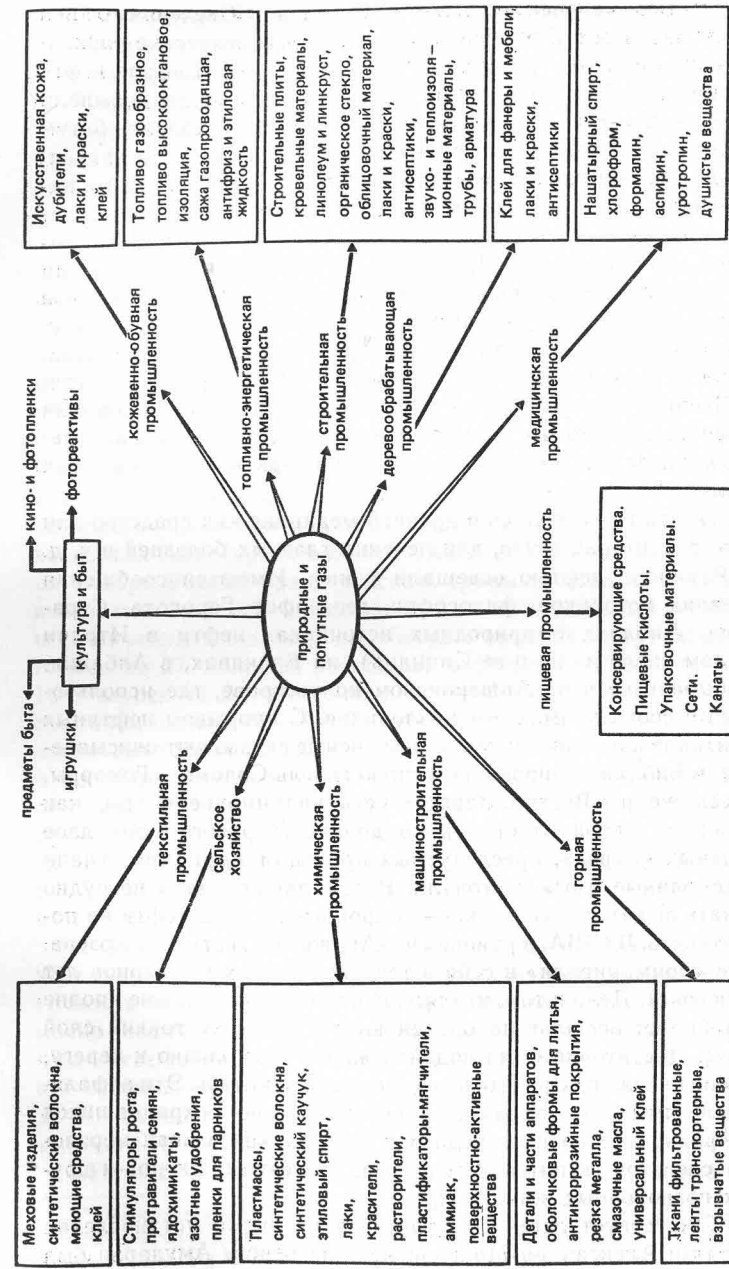 предметы быта
кино- и фотопленки
игрушки
Культура и быт
фотореактивы
Меховые изделия,
синтетические волокна,
моющие средства,
клей
Стимуляторы роста,
протравители семян,
ядохимикаты,
азотные удобрения,
пленки для парников
Пластмассы,
синтетические волокна,
синтетический каучук,
этиловый спирт,
лаки,
красители,
растворители,
пластификаторы-мягчители,
аммиак,
поверхностно-активные
вещества
Детали и части аппаратов,
оболочковые формы для литья,
антикоррозийные покрытия,
резка металла,
смазочные масла,
универсальный клей
Ткани фильтровальные,
ленты транспортерные,
взрывчатые вещества
текстильная
промышленность
сельское
хозяйство
химическая
промышленность
машиностроительная
промышленность
горная
промышленность
природные и
попутные газы
пищевая промышленность
Консевирующие средства.
Пищевые кислоты.
Упаковочные материалы.
Сети.
Канаты
кожевенно-обувная
промышленность
топливно-энергетическая
промышленность
строительная
промышленность
деревообрабатывающая
промышленность
медицинская
промышленность
Искусственная кожа,
дубители,
лаки и краски,
клей
Топливо газообразное,
топливо высокооктановое,
изоляция,
сажа газопроводящая,
антифриз и этиловая
жидкость
Строительные плиты,
кровельные материалы,
линолеум и линкруст,
органическое стекло,
облицовочный материал,
лаки и краски,
антисептики,
звуко- и теплоизоля–
ционные материалы,
трубы, арматура
Клей для фанеры и мебели,
лаки и краски,
антисептики
Нашатырный спирт,
хлороформ,
формалин,
аспирин,
уротропин,
душистые вещества